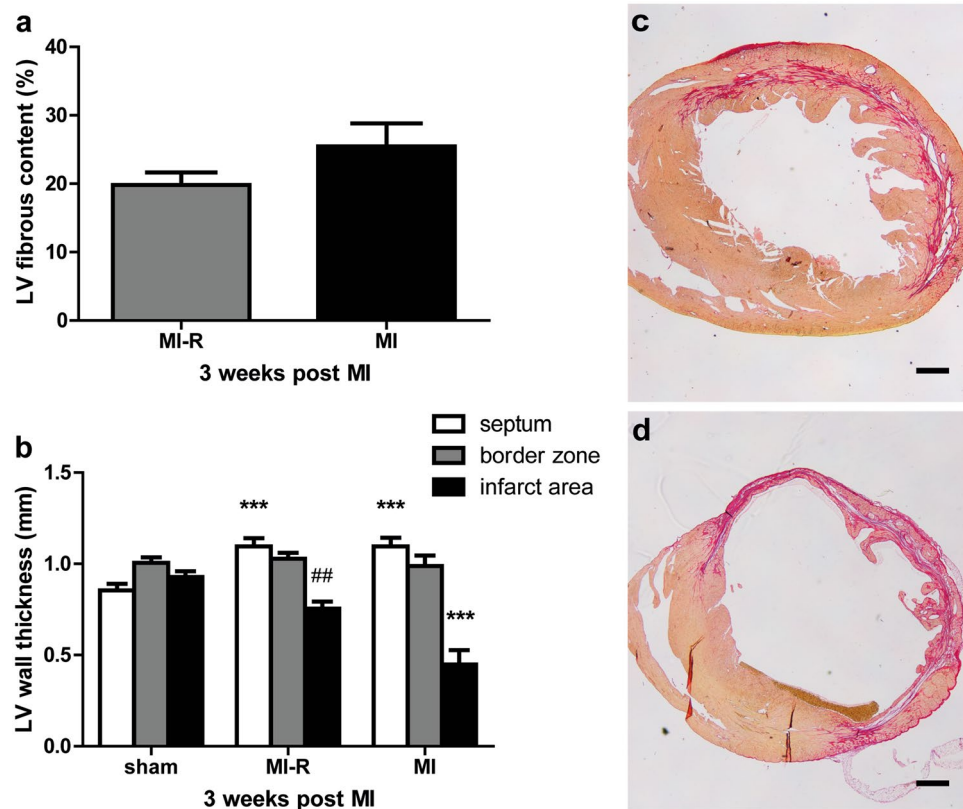 a
LV fibrous content (%)
40
30
20
10
0
MI-R MI
3 weeks post MI
b
septum
border zone
infarct area
LV wall thickness (mm)
1.5
1.0
0.5
0.0
*** ***
##
***
sham MI-R MI
3 weeks post MI
c
d